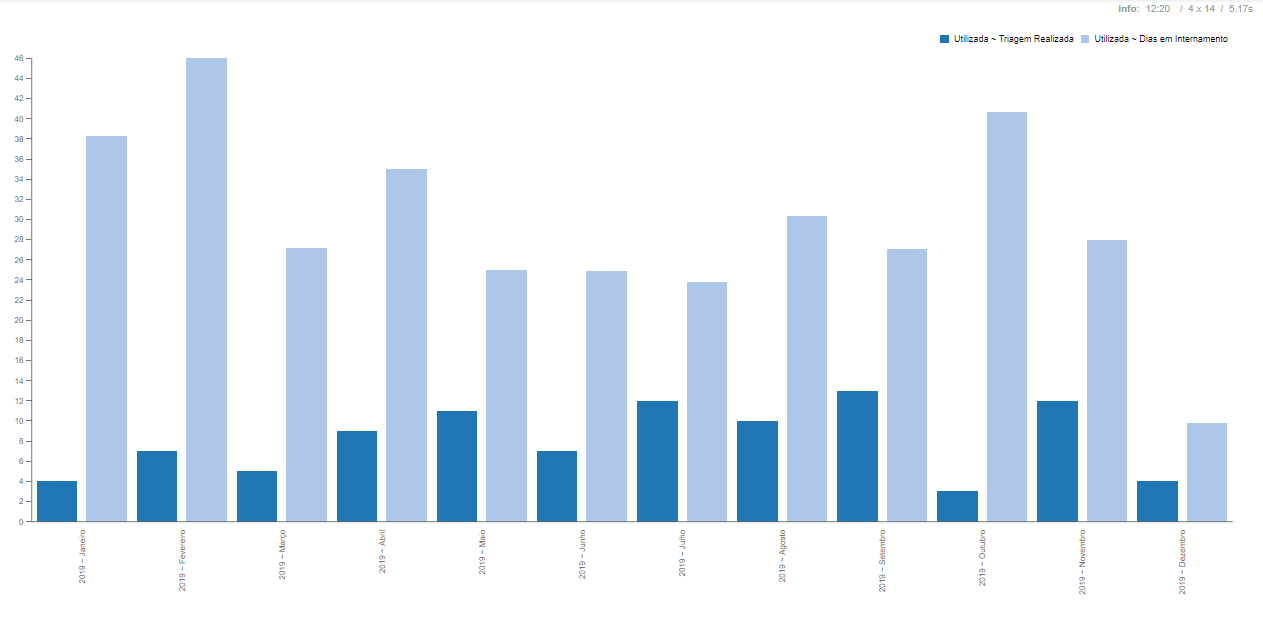 Info: 12:20 / 4 x 14 / 5.17s
Utilizada ~ Triagem Realizada Utilizada ~ Dias em Internamento
46
44
42
40
38
36
34
32
30
28
26
24
22
20
18
16
14
12
10
8
6
4
2
0
2019 ~ Janeiro
2019 ~ Fevereiro
2019 ~ Março
2019 ~ Abril
2019 ~ Maio
2019 ~ Junho
2019 ~ Julho
2019 ~ Agosto
2019 ~ Setembro
2019 ~ Outubro
2019 ~ Novembro
2019 ~ Dezembro